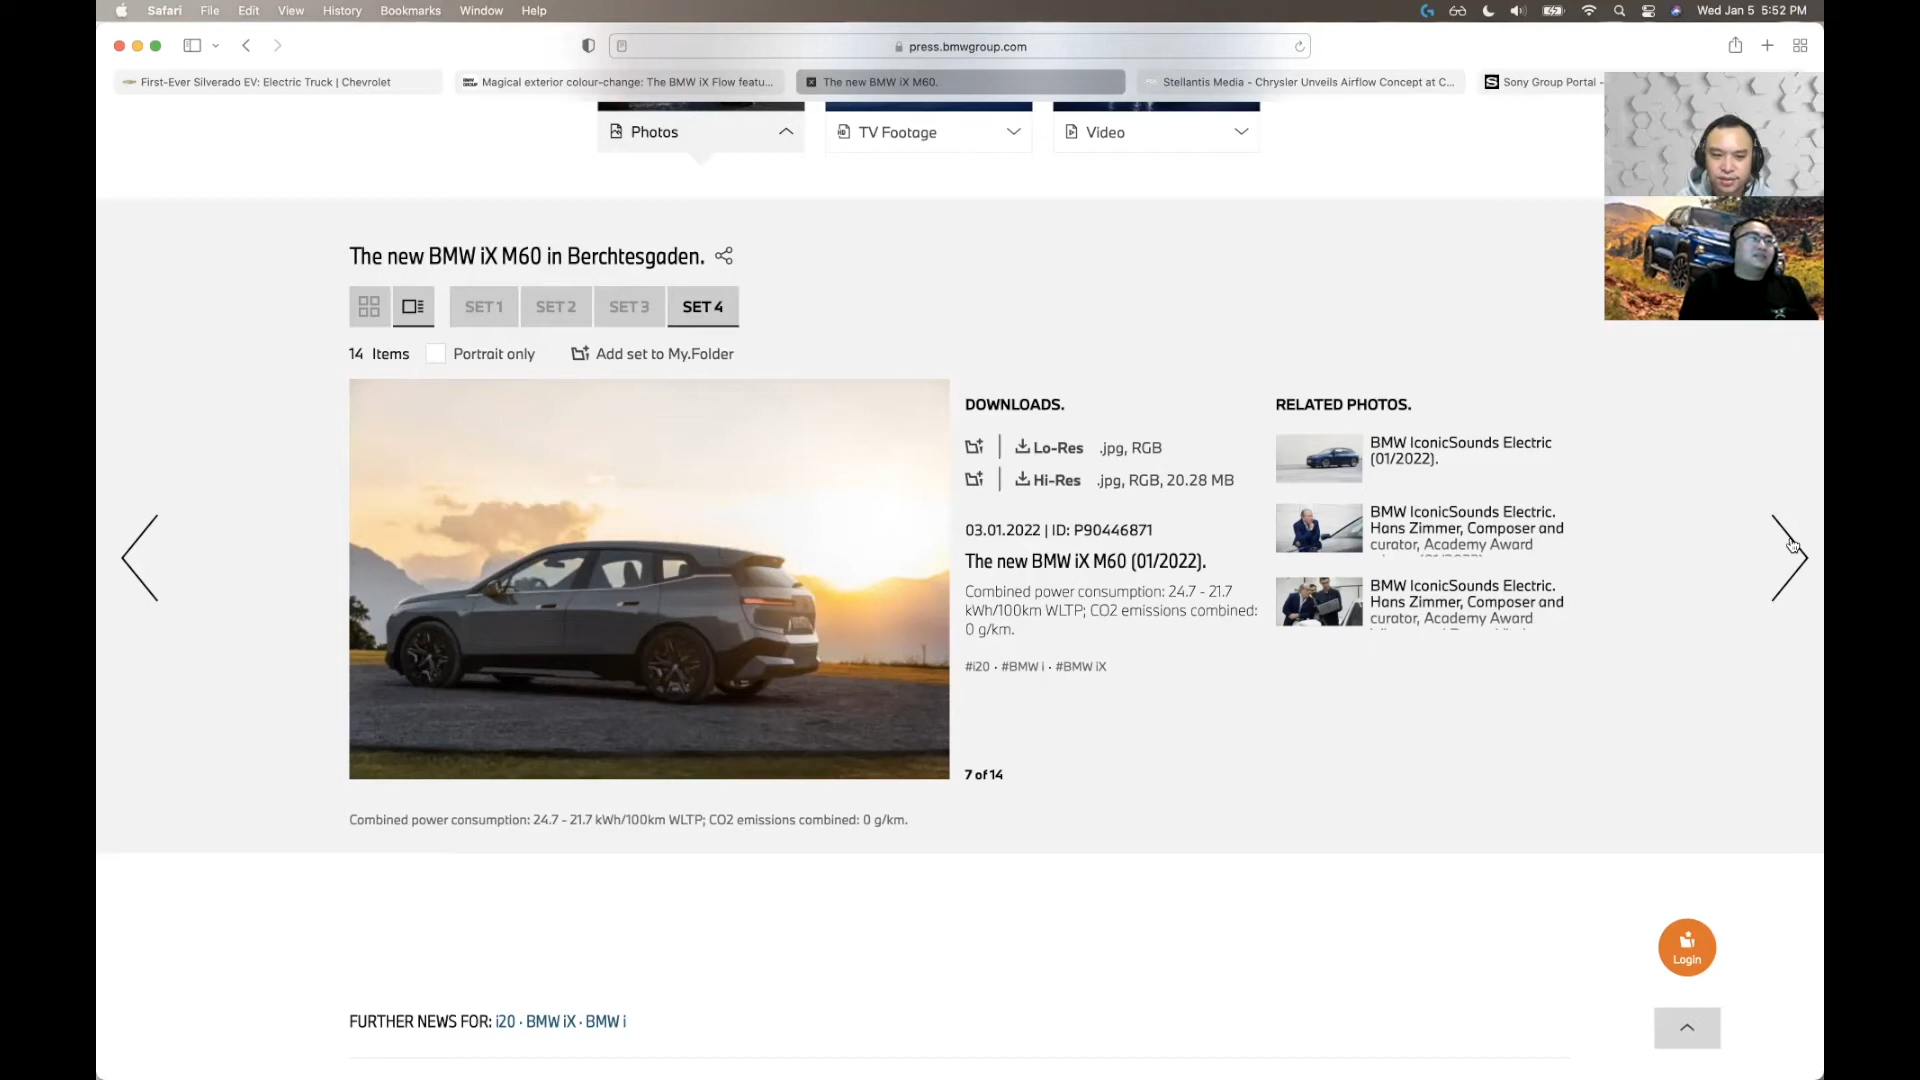 Safari File Edit View History Bookmarks Window Help
Wed Jan 5 5:52 PM
press.bmwgroup.com
First-Ever Silverado EV: Electric Truck | Chevrolet
Magical exterior colour-change: The BMW iX Flow featu...
The new BMW iX M60.
Stellantis Media - Chrysler Unveils Airflow Concept at C...
Sony Group Portal -
Photos
TV Footage
Video
The new BMW iX M60 in Berchtesgaden.
SET 1 SET 2 SET 3 SET 4
14 Items Portrait only Add set to My.Folder
DOWNLOADS.
Lo-Res .jpg, RGB
Hi-Res .jpg, RGB, 20.28 MB
03.01.2022 | ID: P90446871
The new BMW iX M60 (01/2022).
Combined power consumption: 24.7 - 21.7
kWh/100km WLTP; CO2 emissions combined:
0 g/km.
#i20 · #BMW i · #BMW iX
7 of 14
RELATED PHOTOS.
BMW IconicSounds Electric
(01/2022).
BMW IconicSounds Electric.
Hans Zimmer, Composer and
curator, Academy Award
BMW IconicSounds Electric.
Hans Zimmer, Composer and
curator, Academy Award
Combined power consumption: 24.7 - 21.7 kWh/100km WLTP; CO2 emissions combined: 0 g/km.
Login
FURTHER NEWS FOR: i20 · BMW iX · BMW i